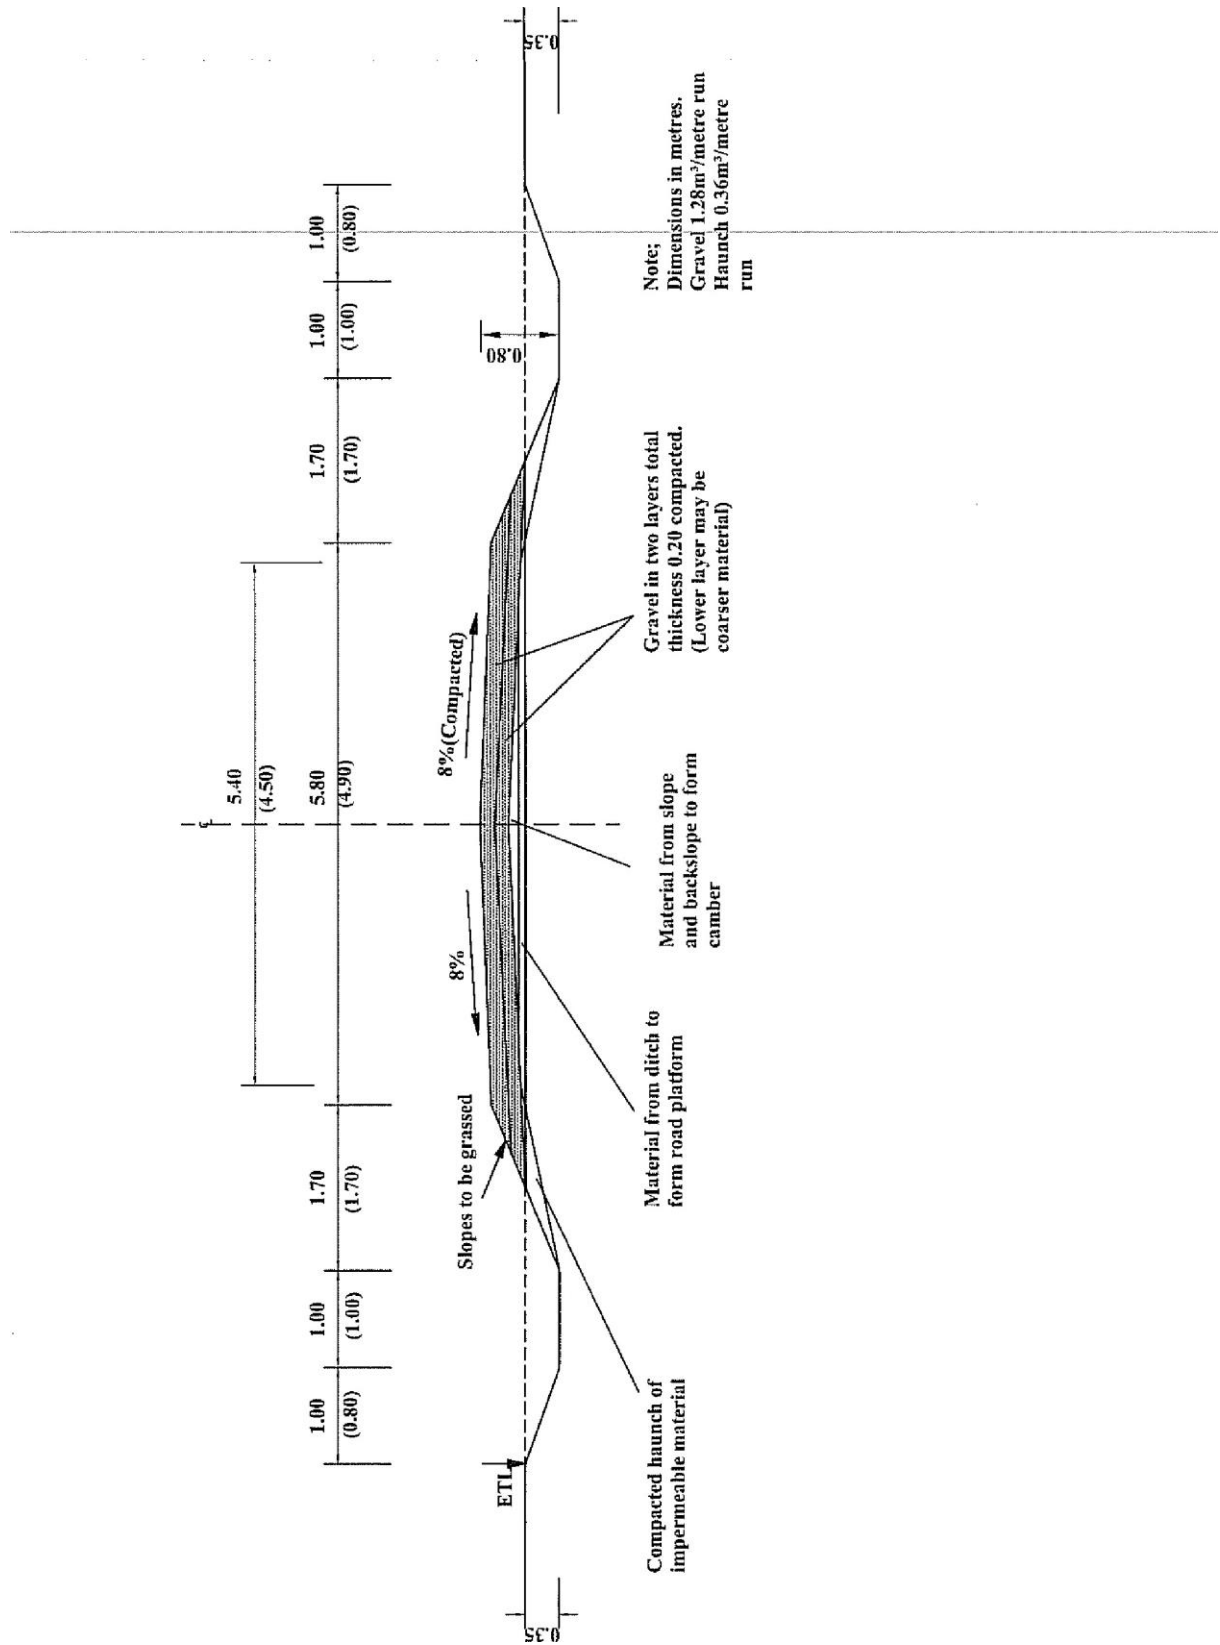 5.40
(4.50)
1.00
(0.80)
1.00
(1.00)
1.70
(1.70)
5.80
(4.90)
1.70
(1.70)
1.00
(1.00)
1.00
(0.80)
℄
8%
8%(Compacted)
Slopes to be grassed
ETL
0.35
0.80
0.35
Compacted haunch of
impermeable material
Material from ditch to
form road platform
Material from slope
and backslope to form
camber
Gravel in two layers total
thickness 0.20 compacted.
(Lower layer may be
coarser material)
Note;
Dimensions in metres.
Gravel 1.28m³/metre run
Haunch 0.36m³/metre
run